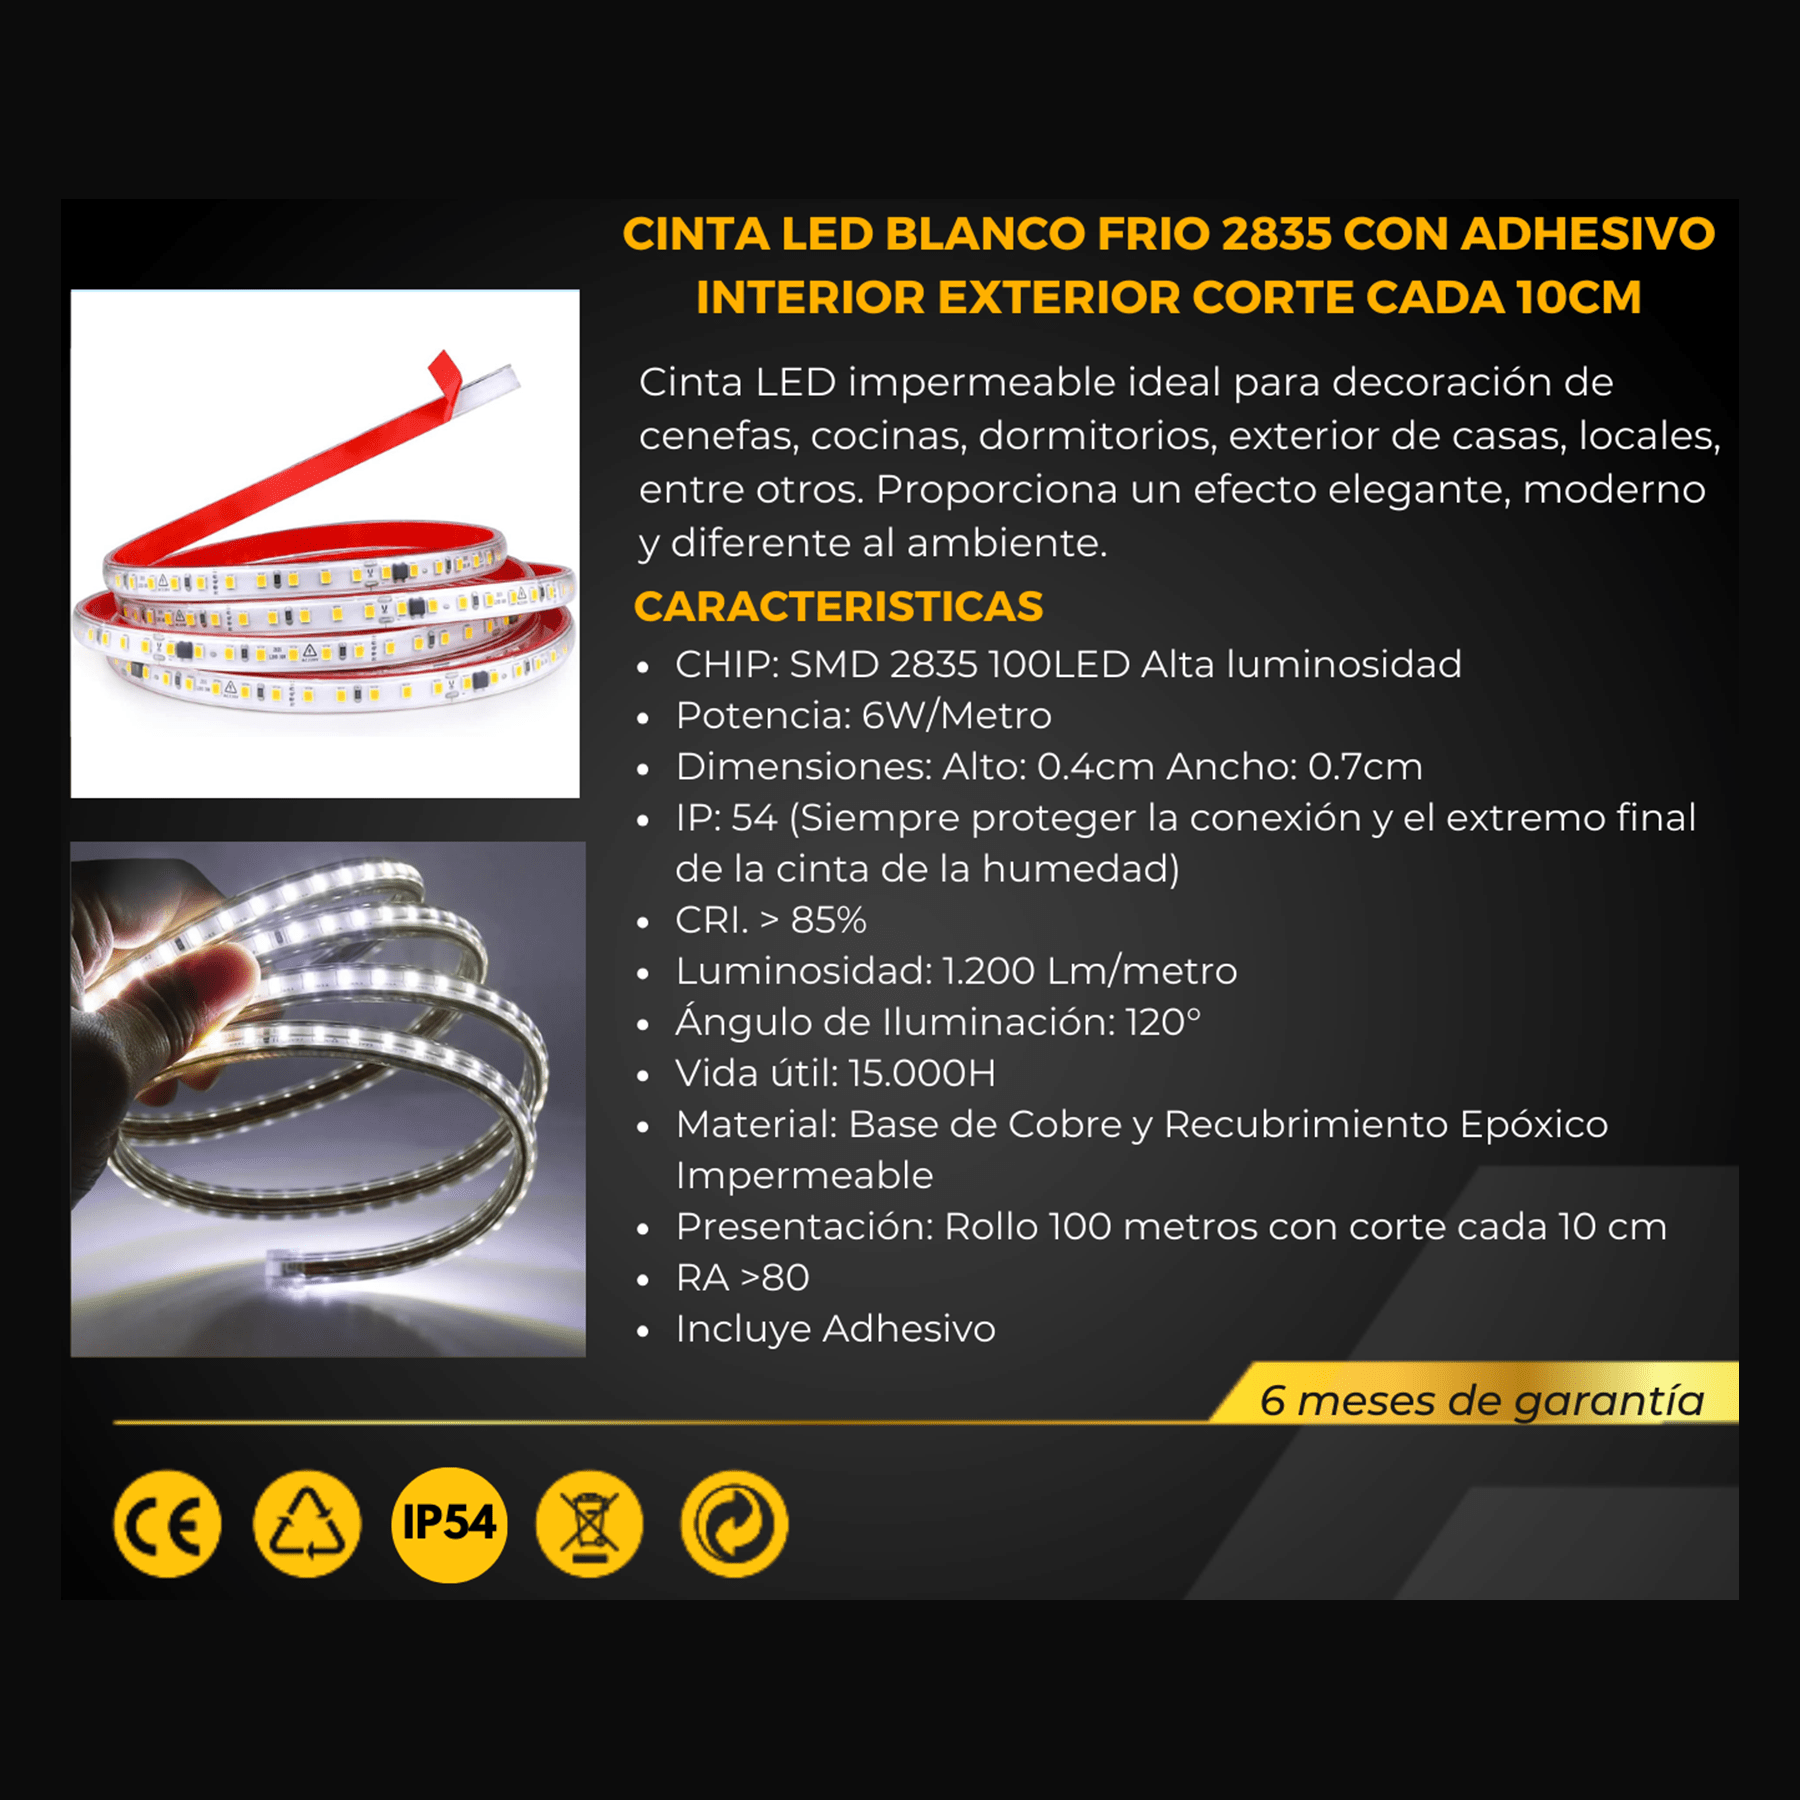 CINTA LED BLANCO FRIO 2835 CON ADHESIVO
INTERIOR EXTERIOR CORTE CADA 10CM
Cinta LED impermeable ideal para decoración de
cenefas, cocinas, dormitorios, exterior de casas, locales,
entre otros. Proporciona un efecto elegante, moderno
y diferente al ambiente.
CARACTERISTICAS
• CHIP: SMD 2835 100LED Alta luminosidad
• Potencia: 6W/Metro
• Dimensiones: Alto: 0.4cm Ancho: 0.7cm
• IP: 54 (Siempre proteger la conexión y el extremo final
de la cinta de la humedad)
• CRI. > 85%
• Luminosidad: 1.200 Lm/metro
• Ángulo de Iluminación: 120°
• Vida útil: 15.000H
• Material: Base de Cobre y Recubrimiento Epóxico
Impermeable
• Presentación: Rollo 100 metros con corte cada 10 cm
• RA >80
• Incluye Adhesivo
6 meses de garantía
CE
IP54